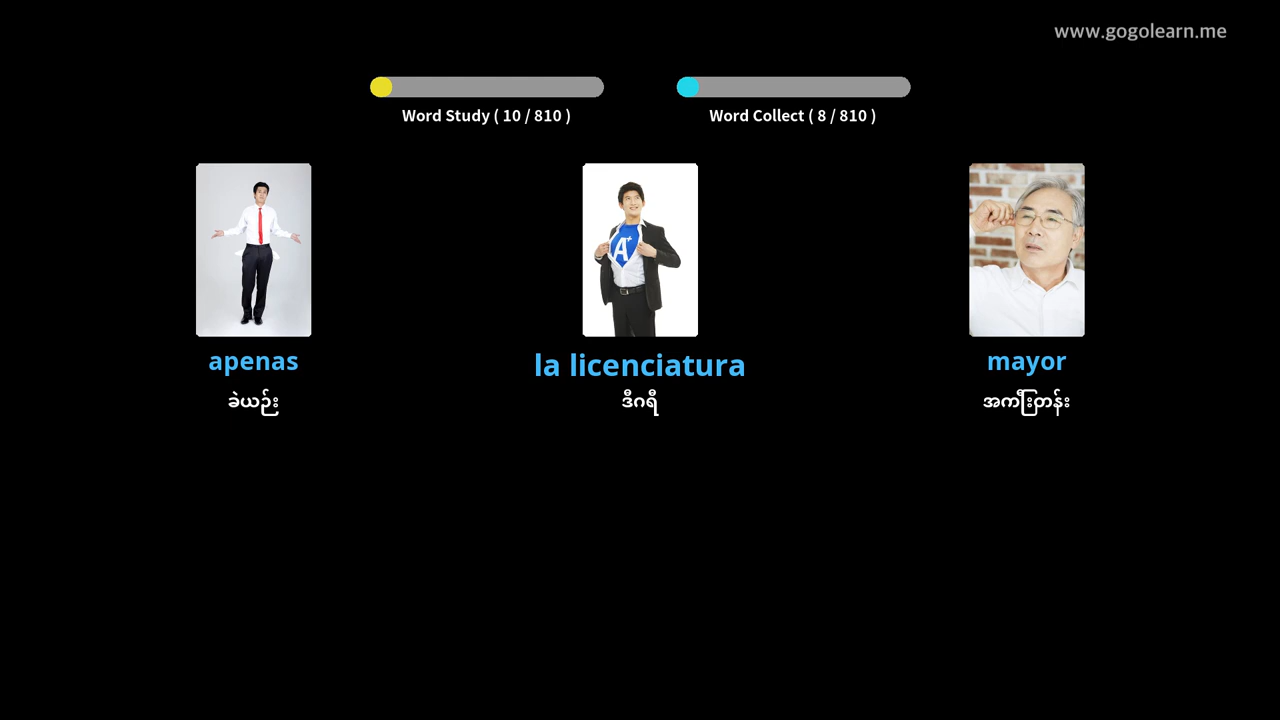 www.gogolearn.me
Word Study ( 10 / 810 )
Word Collect ( 8 / 810 )
A+
apenas
la licenciatura
mayor
ခဲယဉ်း
ဒီဂရီ
အကြီးတန်း